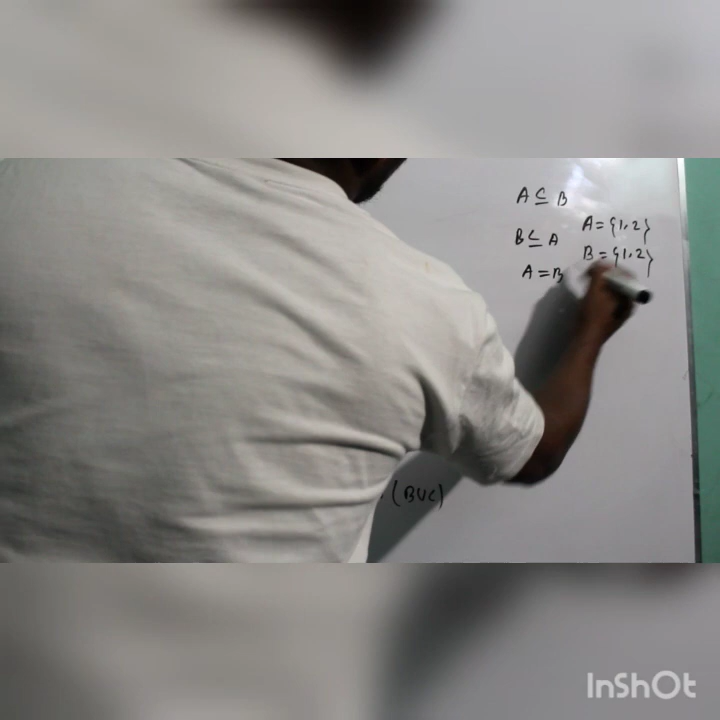 A ⊆ B
B ⊆ A
A = B
A = {1,2}
B = {1,2}
(BUC)
InShOt